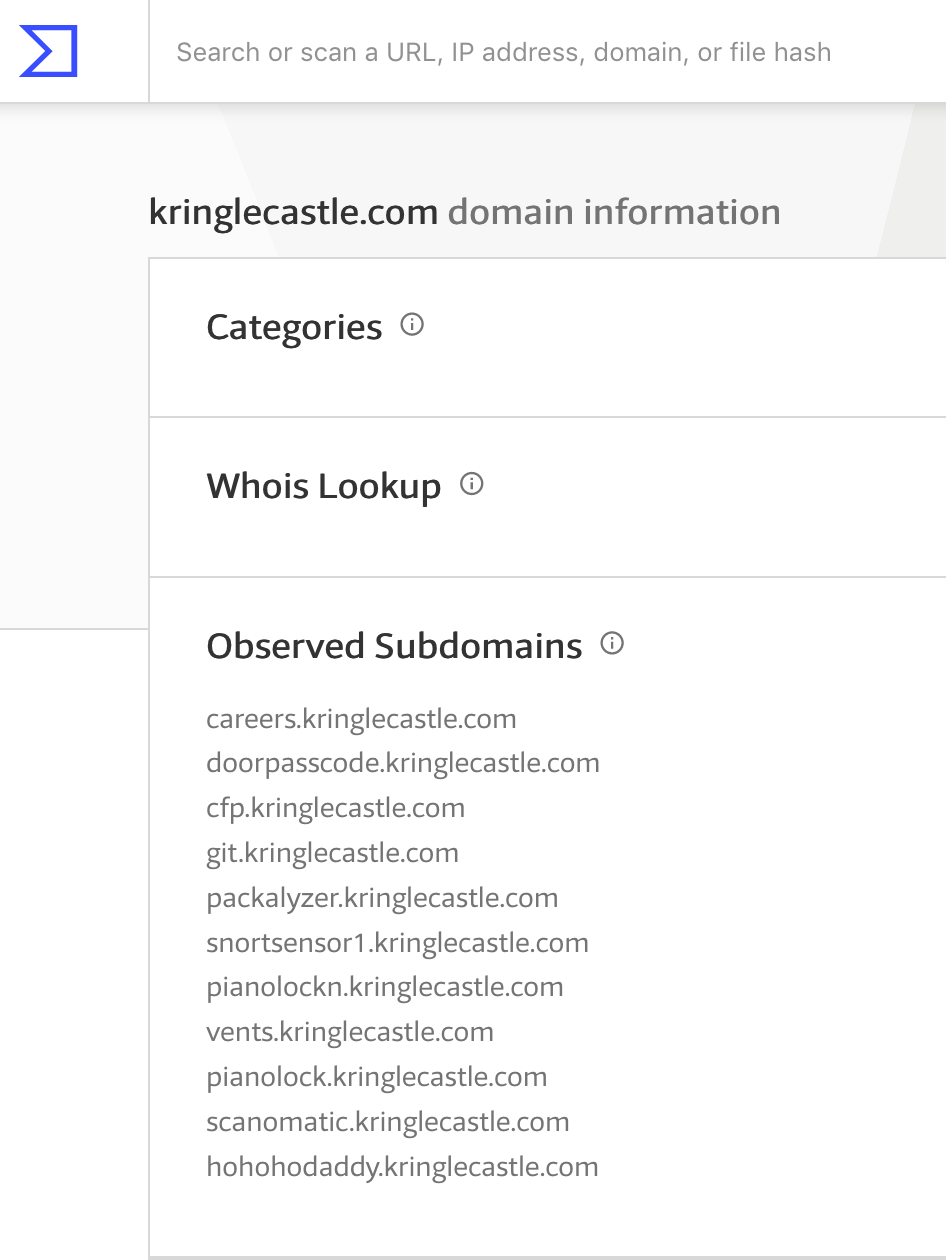 Search or scan a URL, IP address, domain, or file hash
kringlecastle.com domain information
Categories
Whois Lookup
Observed Subdomains
careers.kringlecastle.com
doorpasscode.kringlecastle.com
cfp.kringlecastle.com
git.kringlecastle.com
packalyzer.kringlecastle.com
snortsensor1.kringlecastle.com
pianolockn.kringlecastle.com
vents.kringlecastle.com
pianolock.kringlecastle.com
scanomatic.kringlecastle.com
hohohodaddy.kringlecastle.com